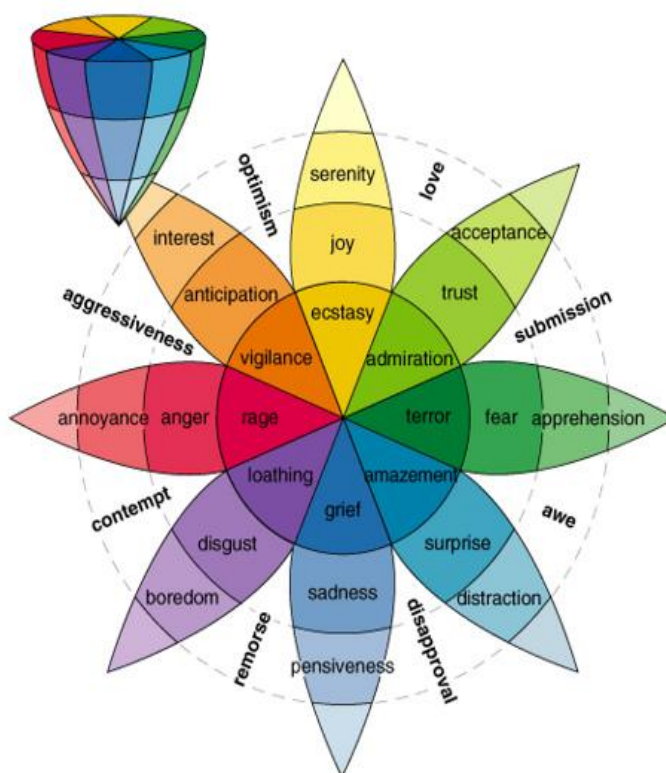 optimism
love
serenity
interest
acceptance
joy
anticipation
trust
aggressiveness
submission
ecstasy
vigilance
admiration
annoyance
anger
rage
terror
fear
apprehension
loathing
amazement
contempt
grief
awe
disgust
surprise
boredom
sadness
distraction
remorse
disapproval
pensiveness